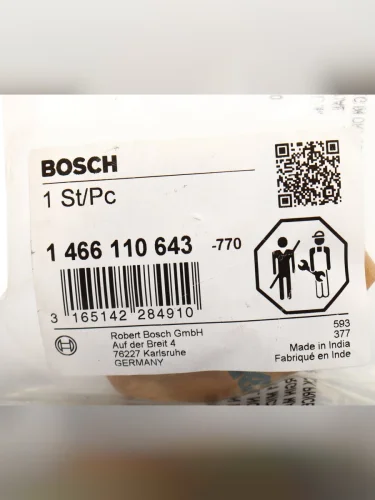 BOSCH
1 St/Pc
1 466 110 643 -770
3 165142 284910
Robert Bosch GmbH
Auf der Breit 4
76227 Karlsruhe
GERMANY
593
377
Made in India
Fabriqué en Inde